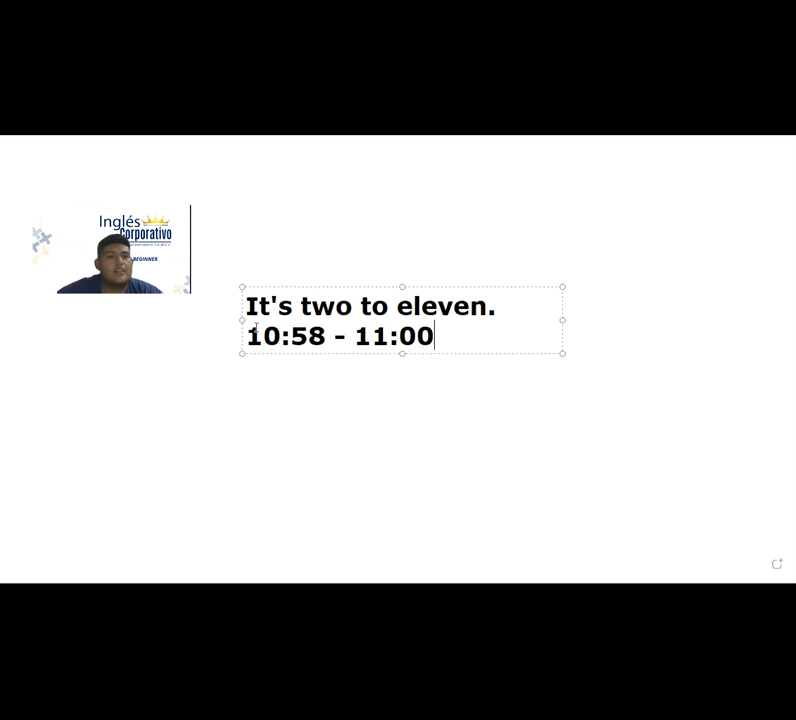 Inglés
Corporativo
BEGINNER
It's two to eleven.
10:58 - 11:00